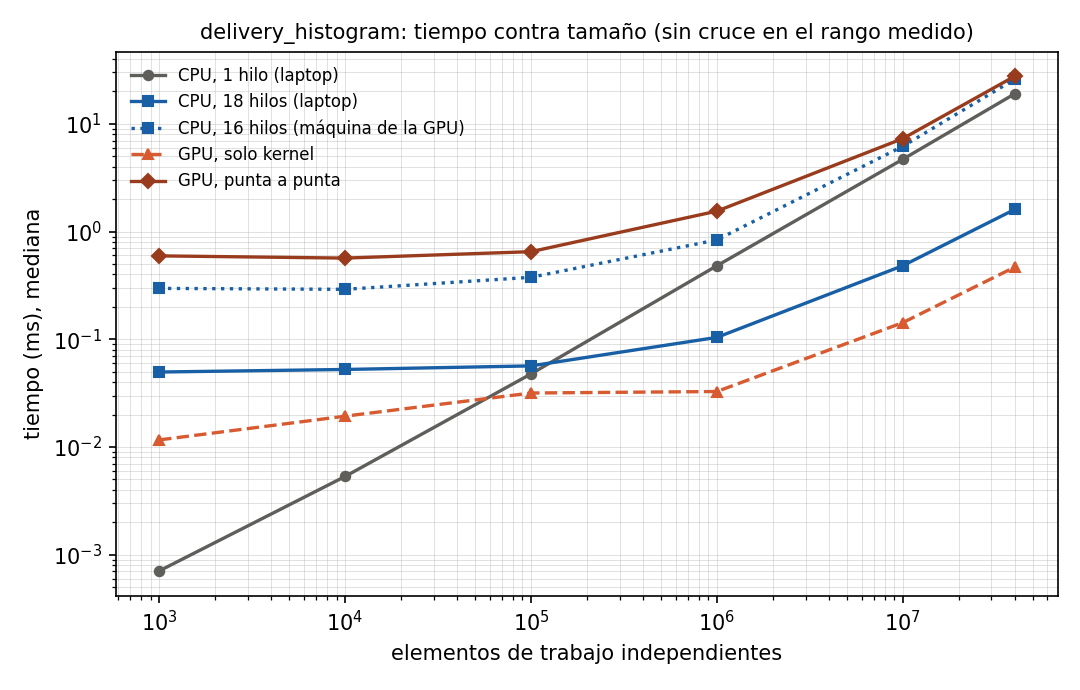 delivery_histogram: tiempo contra tamaño (sin cruce en el rango medido)
CPU, 1 hilo (laptop)
CPU, 18 hilos (laptop)
CPU, 16 hilos (máquina de la GPU)
GPU, solo kernel
GPU, punta a punta
tiempo (ms), mediana
10¹
10⁰
10⁻¹
10⁻²
10⁻³
10³ 10⁴ 10⁵ 10⁶ 10⁷
elementos de trabajo independientes